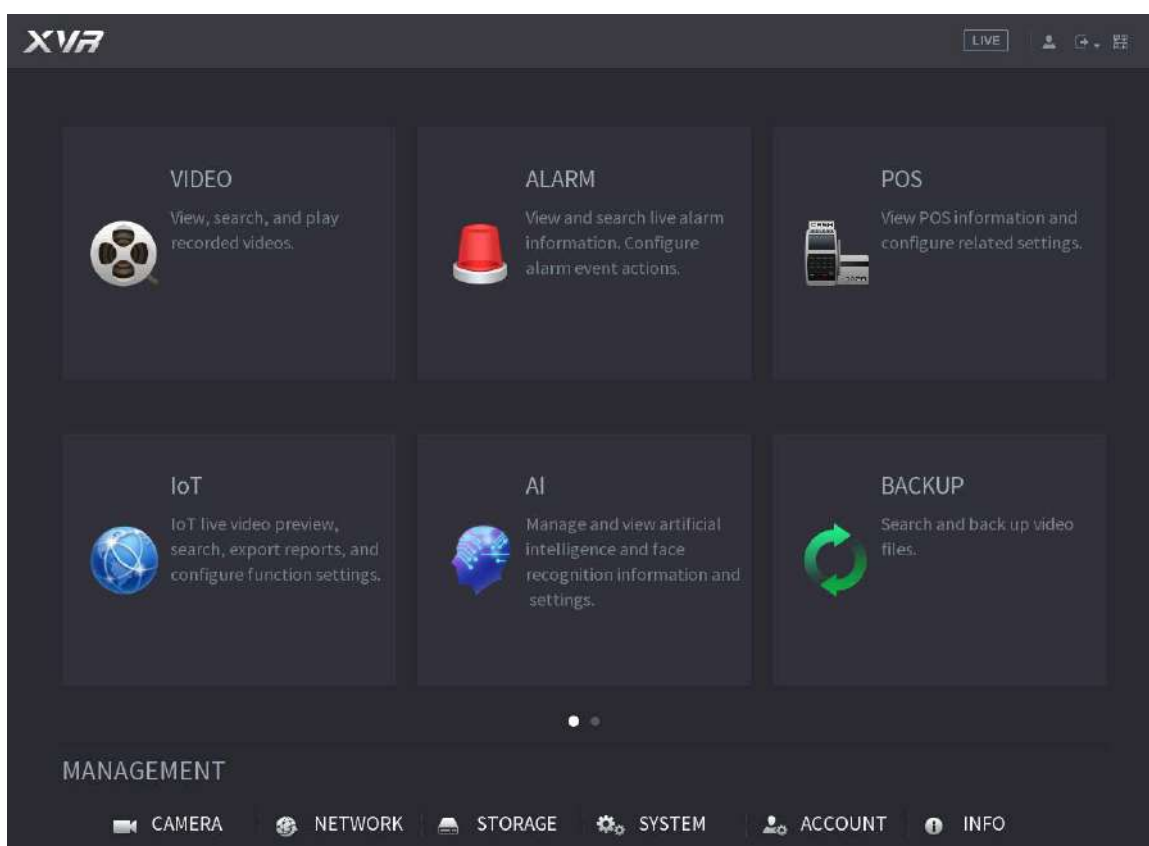 XVR
LIVE
VIDEO
View, search, and play
recorded videos.
ALARM
View and search live alarm
information. Configure
alarm event actions.
POS
View POS information and
configure related settings.
IoT
IoT live video preview,
search, export reports, and
configure function settings.
AI
Manage and view artificial
intelligence and face
recognition information and
settings.
BACKUP
Search and back up video
files.
MANAGEMENT
CAMERA
NETWORK
STORAGE
SYSTEM
ACCOUNT
INFO